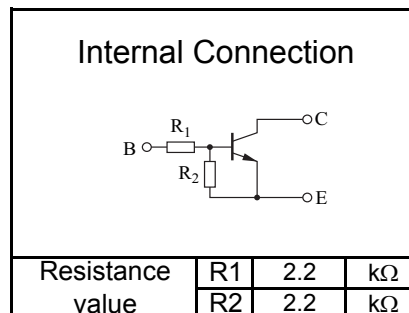 Internal Connection
C
R1
B
R2
E
Resistance value R1 2.2 kΩ
R2 2.2 kΩ